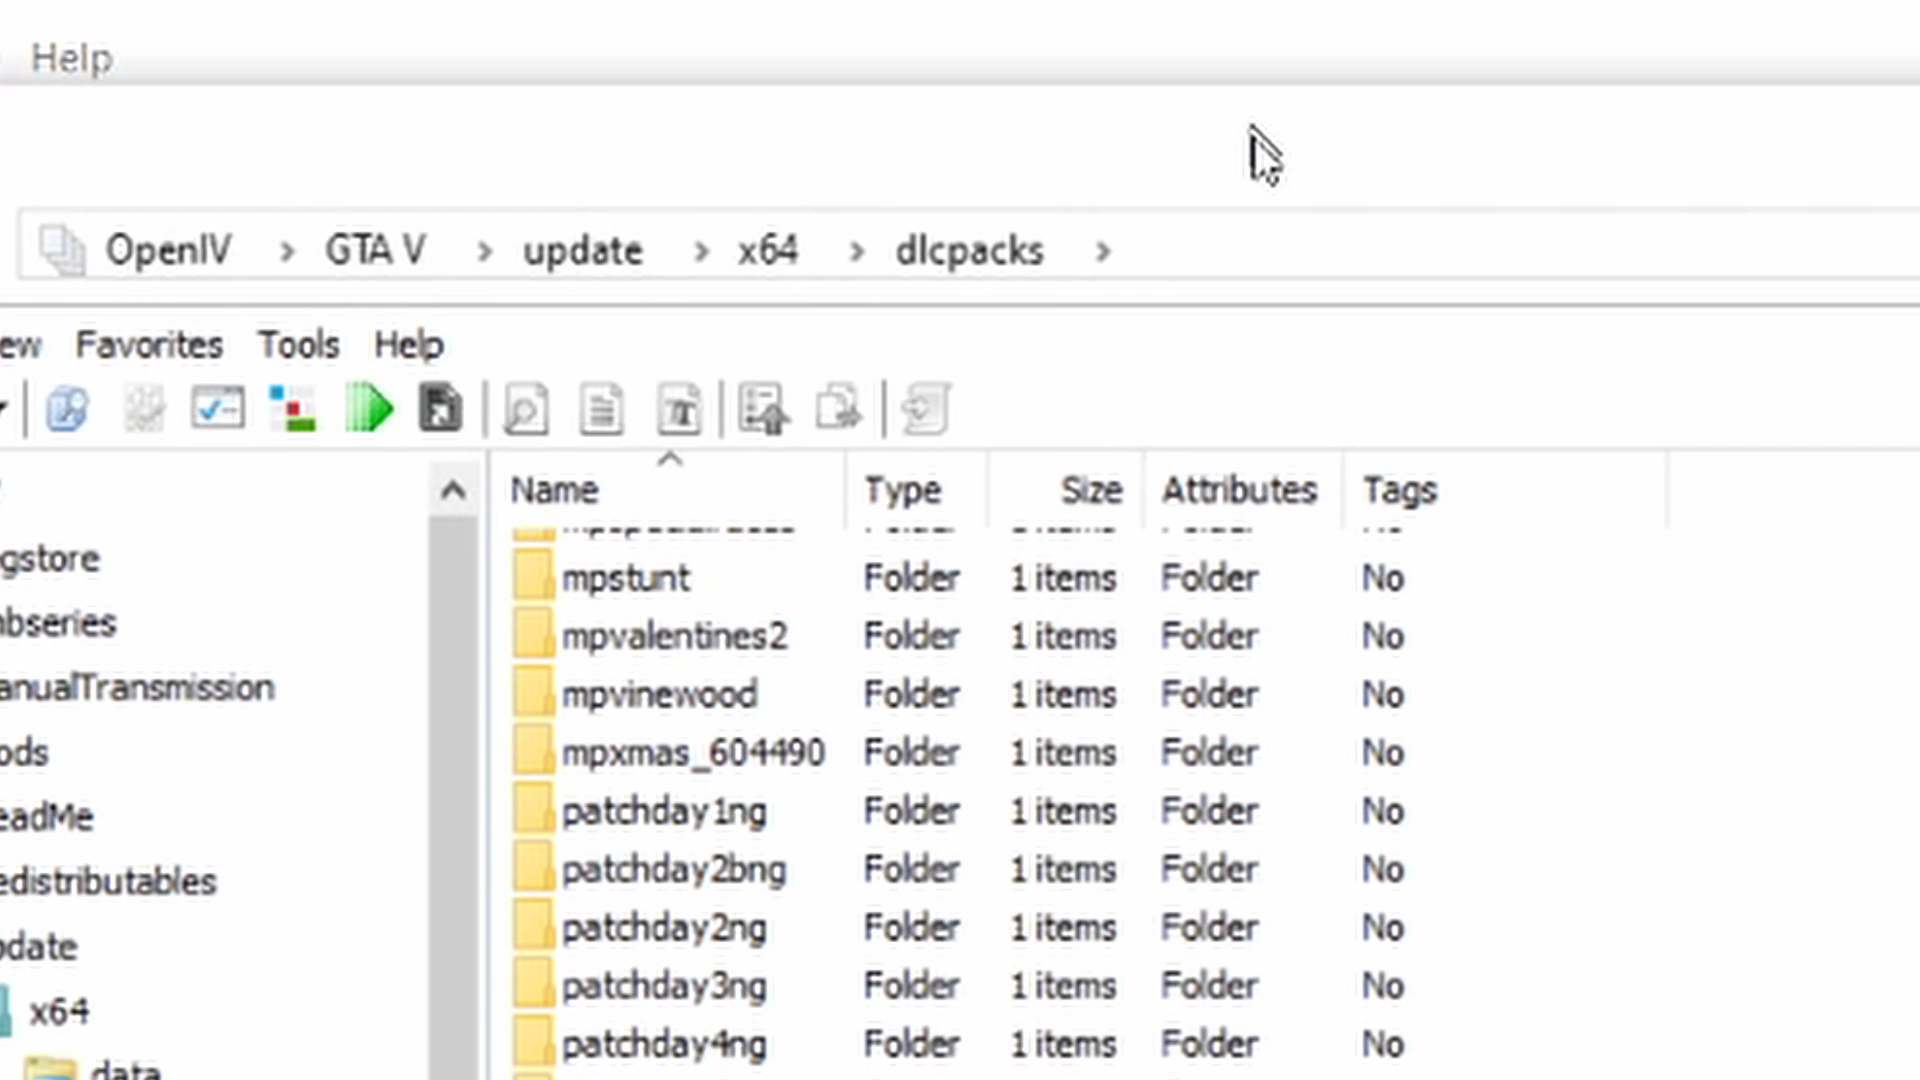 Help
OpenIV > GTA V > update > x64 > dlcpacks >
ew Favorites Tools Help
Name Type Size Attributes Tags
gstore
mpstunt Folder 1 items Folder No
nbseries
mpvalentines2 Folder 1 items Folder No
anualTransmission
mpvinewood Folder 1 items Folder No
ods
mpxmas_604490 Folder 1 items Folder No
eadMe
patchday1ng Folder 1 items Folder No
edistributables
patchday2bng Folder 1 items Folder No
pdate
patchday2ng Folder 1 items Folder No
x64
patchday3ng Folder 1 items Folder No
data
patchday4ng Folder 1 items Folder No